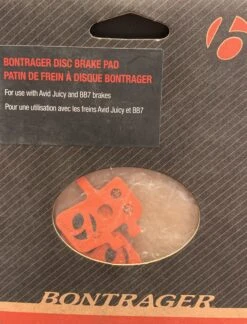 BONTRAGER DISC BRAKE PAD
PATIN DE FREIN À DISQUE BONTRAGER
For use with Avid Juicy and BB7 brakes
Pour une utilisation avec les freins Avid Juicy et BB7
BONTRAGER